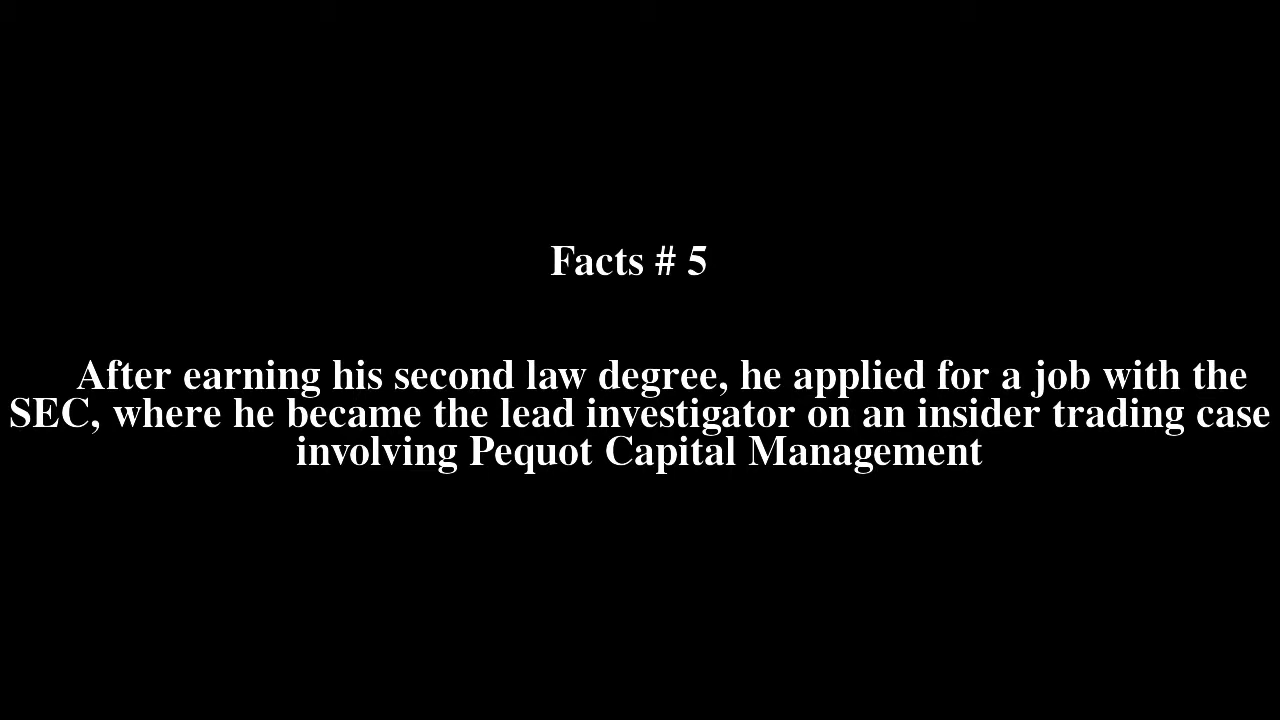 Facts # 5
After earning his second law degree, he applied for a job with the
SEC, where he became the lead investigator on an insider trading case
involving Pequot Capital Management